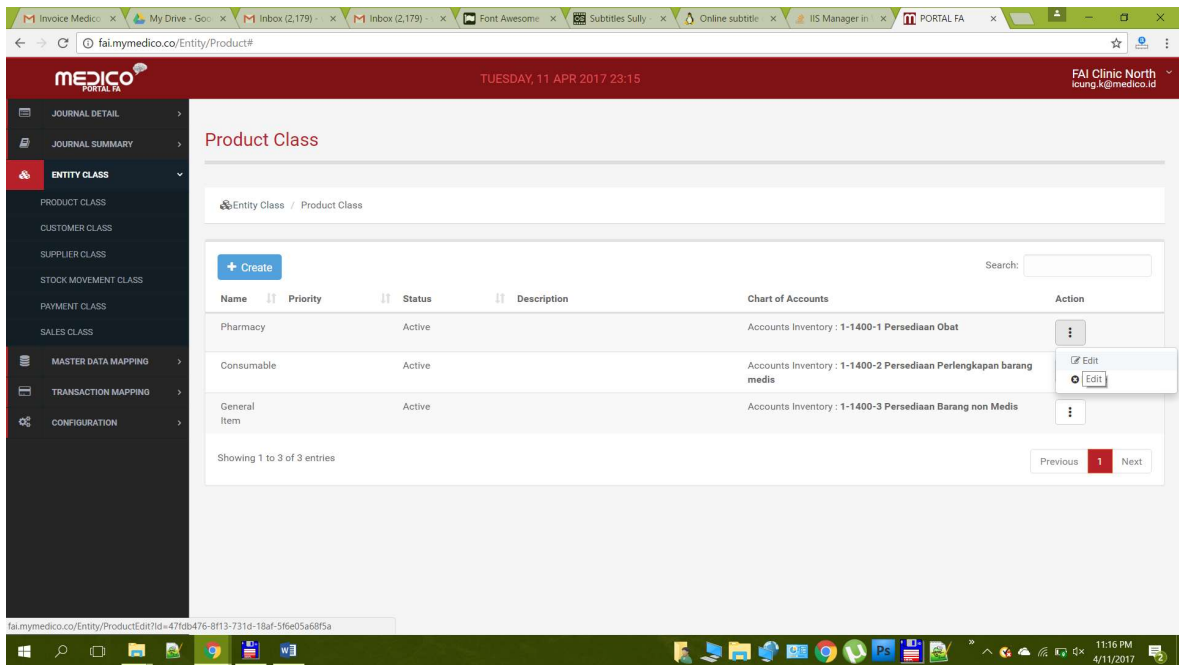 Invoice Medico
My Drive - Goo
M Inbox (2,179) -
M Inbox (2,179) -
Font Awesome
Subtitles Sully -
Online subtitle
IIS Manager in
PORTAL FA
fai.mymedico.co/Entity/Product#
MEDICO
PORTAL FA
TUESDAY, 11 APR 2017 23:15
FAI Clinic North
icung.k@medico.id
JOURNAL DETAIL
JOURNAL SUMMARY
ENTITY CLASS
PRODUCT CLASS
CUSTOMER CLASS
SUPPLIER CLASS
STOCK MOVEMENT CLASS
PAYMENT CLASS
SALES CLASS
MASTER DATA MAPPING
TRANSACTION MAPPING
CONFIGURATION
Product Class
Entity Class / Product Class
+ Create
Search:
Name Priority Status Description Chart of Accounts Action
Pharmacy Active Accounts Inventory : 1-1400-1 Persediaan Obat
Edit
Edit
Consumable Active Accounts Inventory : 1-1400-2 Persediaan Perlengkapan barang
medis
General Active Accounts Inventory : 1-1400-3 Persediaan Barang non Medis
Item
Showing 1 to 3 of 3 entries
Previous 1 Next
fai.mymedico.co/Entity/ProductEdit?Id=47fdb476-8f13-731d-18af-5f6e05a68f5a
Ps
11:16 PM
4/11/2017